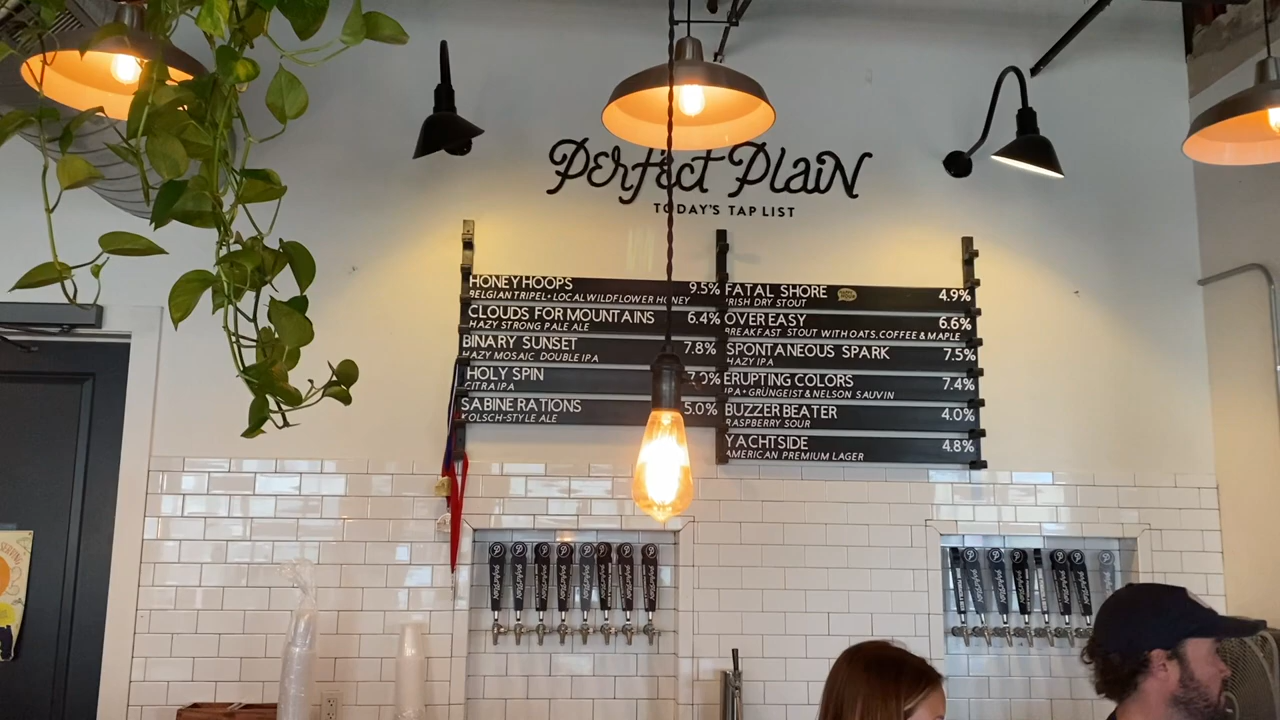 Perfect Plain
TODAY'S TAP LIST
HONEY HOOPS 9.5%
BELGIAN TRIPEL + LOCAL WILDFLOWER HONEY
CLOUDS FOR MOUNTAINS 6.4%
HAZY STRONG PALE ALE
BINARY SUNSET 7.8%
HAZY MOSAIC DOUBLE IPA
HOLY SPIN 7.0%
CITRA IPA
SABINE RATIONS 5.0%
KOLSCH-STYLE ALE
FATAL SHORE 4.9%
IRISH DRY STOUT
OVER EASY 6.6%
BREAKFAST STOUT WITH OATS, COFFEE & MAPLE
SPONTANEOUS SPARK 7.5%
HAZY IPA
ERUPTING COLORS 7.4%
IPA + GRÜNGEIST & NELSON SAUVIN
BUZZER BEATER 4.0%
RASPBERRY SOUR
YACHTSIDE 4.8%
AMERICAN PREMIUM LAGER